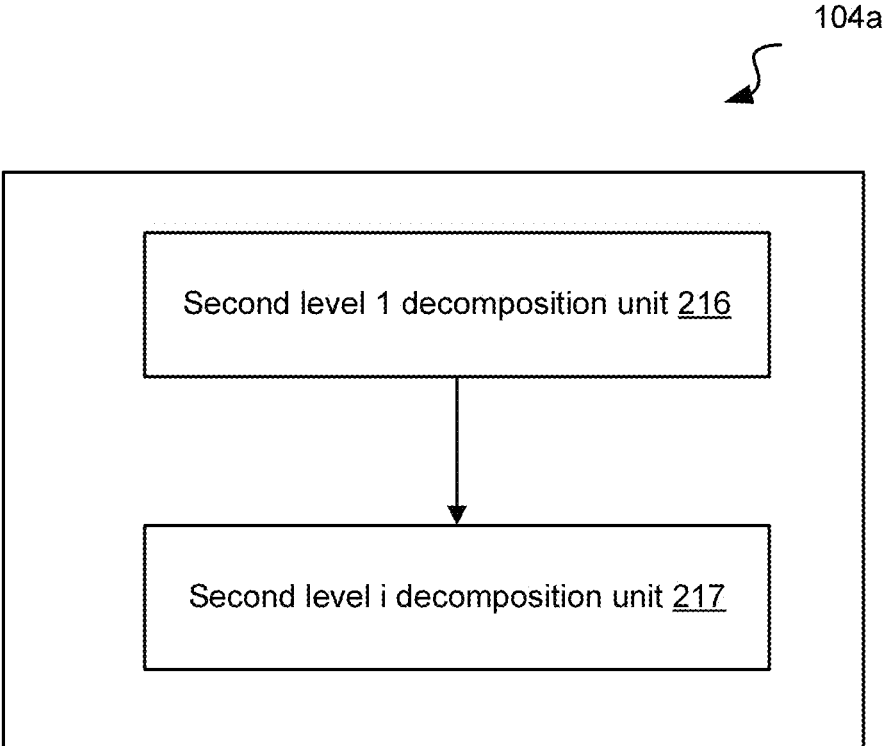 104a
Second level 1 decomposition unit 216
Second level i decomposition unit 217